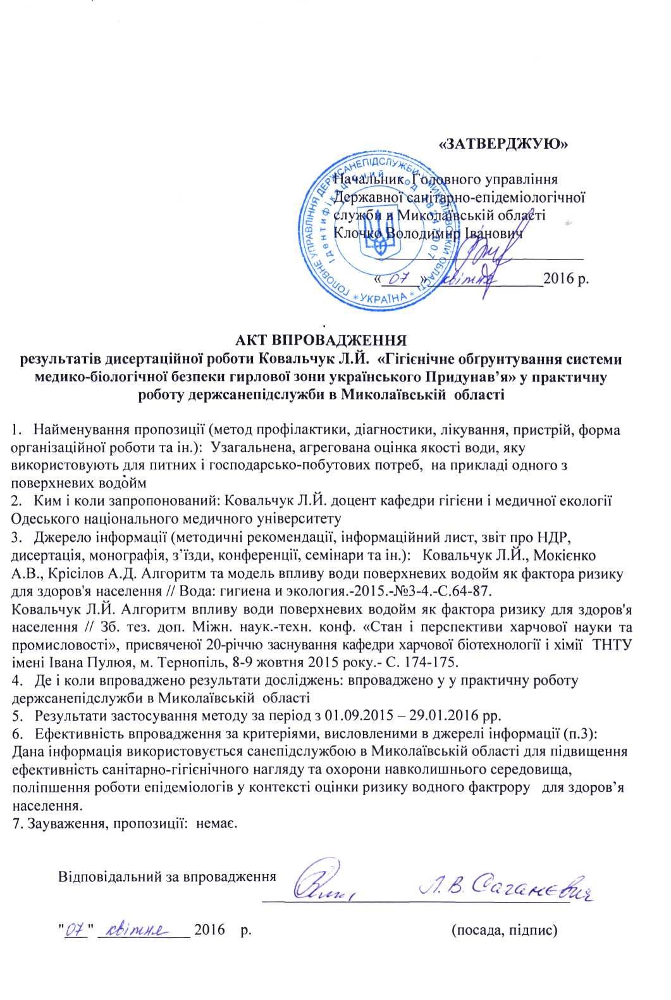 «ЗАТВЕРДЖУЮ»
Начальник Головного управління
Державної санітарно-епідеміологічної
служби в Миколаївській області
Клочко Володимир Іванович
« 07 » квітня 2016 р.
ГОЛОВНЕ УПРАВЛІННЯ ДЕРЖСАНЕПІДСЛУЖБИ У МИКОЛАЇВСЬКІЙ ОБЛАСТІ
* УКРАЇНА *
Ідентифікаційний код
АКТ ВПРОВАДЖЕННЯ
результатів дисертаційної роботи Ковальчук Л.Й. «Гігієнічне обґрунтування системи
медико-біологічної безпеки гирлової зони українського Придунав’я» у практичну
роботу держсанепідслужби в Миколаївській області
1. Найменування пропозиції (метод профілактики, діагностики, лікування, пристрій, форма
організаційної роботи та ін.): Узагальнена, агрегована оцінка якості води, яку
використовують для питних і господарсько-побутових потреб, на прикладі одного з
поверхневих водойм
2. Ким і коли запропонований: Ковальчук Л.Й. доцент кафедри гігієни і медичної екології
Одеського національного медичного університету
3. Джерело інформації (методичні рекомендації, інформаційний лист, звіт про НДР,
дисертація, монографія, з’їзди, конференції, семінари та ін.): Ковальчук Л.Й., Мокієнко
А.В., Крісілов А.Д. Алгоритм та модель впливу води поверхневих водойм як фактора ризику
для здоров'я населення // Вода: гигиена и экология.-2015.-№3-4.-С.64-87.
Ковальчук Л.Й. Алгоритм впливу води поверхневих водойм як фактора ризику для здоров'я
населення // Зб. тез. доп. Міжн. наук.-техн. конф. «Стан і перспективи харчової науки та
промисловості», присвяченої 20-річчю заснування кафедри харчової біотехнології і хімії ТНТУ
імені Івана Пулюя, м. Тернопіль, 8-9 жовтня 2015 року.- С. 174-175.
4. Де і коли впроваджено результати досліджень: впроваджено у у практичну роботу
держсанепідслужби в Миколаївській області
5. Результати застосування методу за період з 01.09.2015 – 29.01.2016 рр.
6. Ефективність впровадження за критеріями, висловленими в джерелі інформації (п.3):
Дана інформація використовується санепідслужбою в Миколаївській області для підвищення
ефективність санітарно-гігієнічного нагляду та охорони навколишнього середовища,
поліпшення роботи епідеміологів у контексті оцінки ризику водного фактрору для здоров’я
населення.
7. Зауваження, пропозиції: немає.
Відповідальний за впровадження
Л.В. Саганєвич
"07" квітня 2016 р. (посада, підпис)